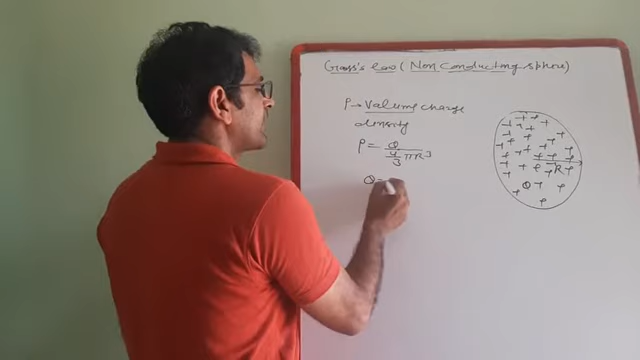 Gauss's law (Non Conducting sphere)
ρ → Volume charge
density
ρ = Q / 4/3 πR³
Q =
R
Q